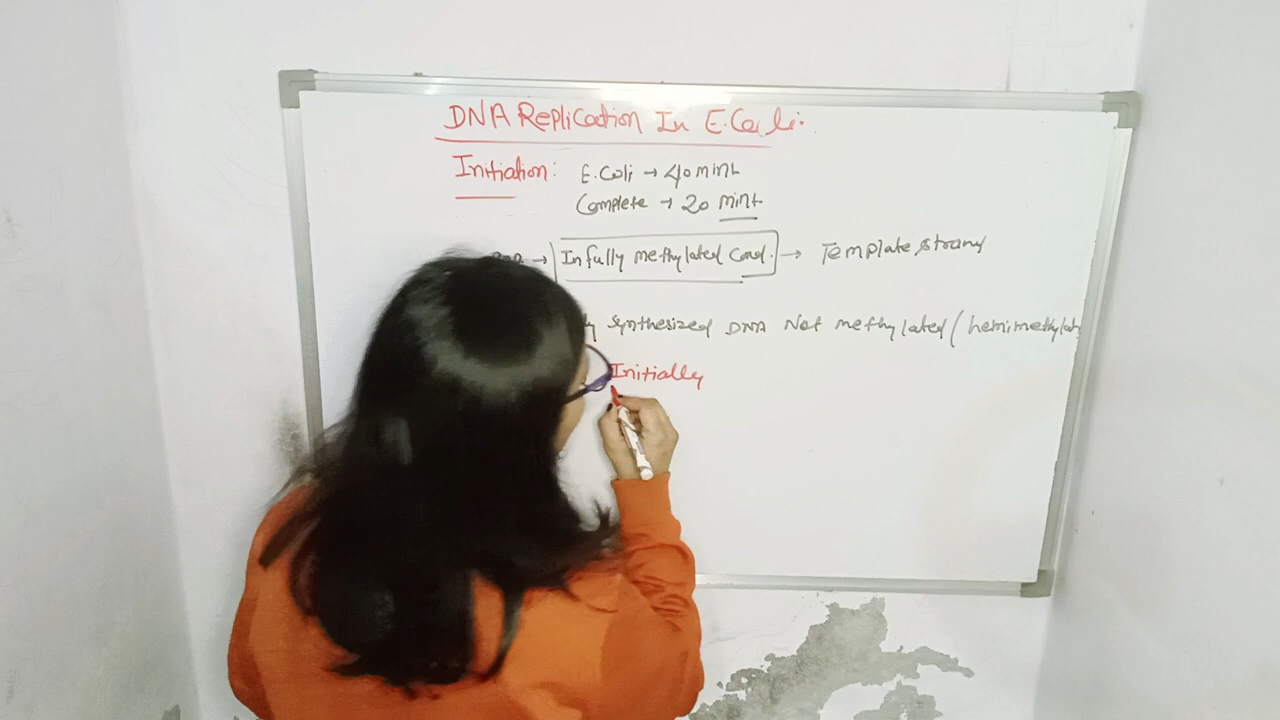 DNA Replication In E.Coli:
Initiation: E.Coli → 40 mint
Complete → 20 mint
→ In fully methylated Cond. → Template strand
Synthesized DNA Not methylated (hemimethylat
Initially